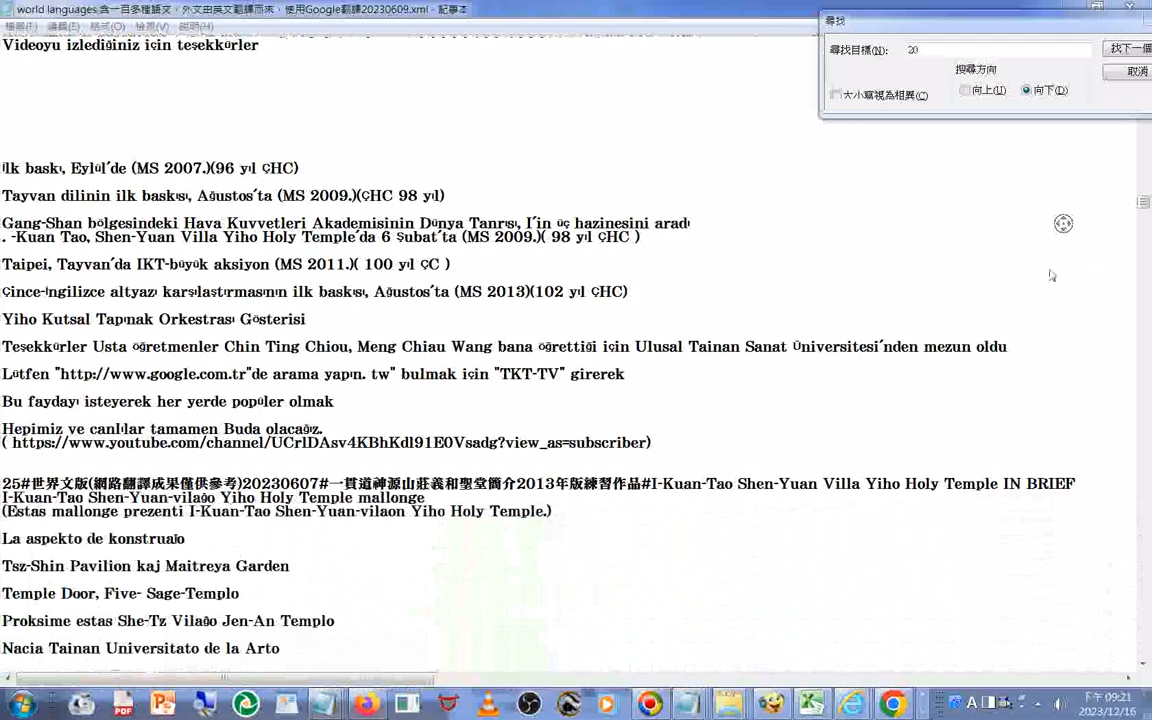 world languages 含一百多種語文，外文由英文翻譯而來，使用Google翻譯20230609.xml - 記事本
檔案(F) 編輯(E) 格式(O) 檢視(V) 說明(H)
Videoyu izlediğiniz için teşekkürler
尋找
尋找目標(N): 20
找下一個
搜尋方向
取消
大小寫視為相異(C)
向上(U) 向下(D)
İlk baskı, Eylül'de (MS 2007.)(96 yıl ÇHC)
Tayvan dilinin ilk baskısı, Ağustos'ta (MS 2009.)(ÇHC 98 yıl)
Gang-Shan bölgesindeki Hava Kuvvetleri Akademisinin Dünya Tanrısı, I'in üç hazinesini aradı
. -Kuan Tao, Shen-Yuan Villa Yiho Holy Temple'da 6 Şubat'ta (MS 2009.)( 98 yıl ÇHC )
Taipei, Tayvan'da IKT-büyük aksiyon (MS 2011.)( 100 yıl ÇC )
Çince-İngilizce altyazı karşılaştırmasının ilk baskısı, Ağustos'ta (MS 2013)(102 yıl ÇHC)
Yiho Kutsal Tapınak Orkestrası Gösterisi
Teşekkürler Usta öğretmenler Chin Ting Chiou, Meng Chiau Wang bana öğrettiği için Ulusal Tainan Sanat Üniversitesi'nden mezun oldu
Lütfen "http://www.google.com.tr"de arama yapın. tw" bulmak için "TKT-TV" girerek
Bu faydayı isteyerek her yerde popüler olmak
Hepimiz ve canlılar tamamen Buda olacağız.
( https://www.youtube.com/channel/UCrlDAsv4KBhKdl91E0Vsadg?view_as=subscriber)
25#世界文版(網路翻譯成果僅供參考)20230607#一貫道神源山莊義和聖堂簡介2013年版練習作品#I-Kuan-Tao Shen-Yuan Villa Yiho Holy Temple IN BRIEF
I-Kuan-Tao Shen-Yuan-vilaĝo Yiho Holy Temple mallonge
(Estas mallonge prezenti I-Kuan-Tao Shen-Yuan-vilaon Yiho Holy Temple.)
La aspekto de konstruaĵo
Tsz-Shin Pavilion kaj Maitreya Garden
Temple Door, Five- Sage-Templo
Proksime estas She-Tz Vilaĝo Jen-An Templo
Nacia Tainan Universitato de la Arto
下午 09:21
2023/12/16